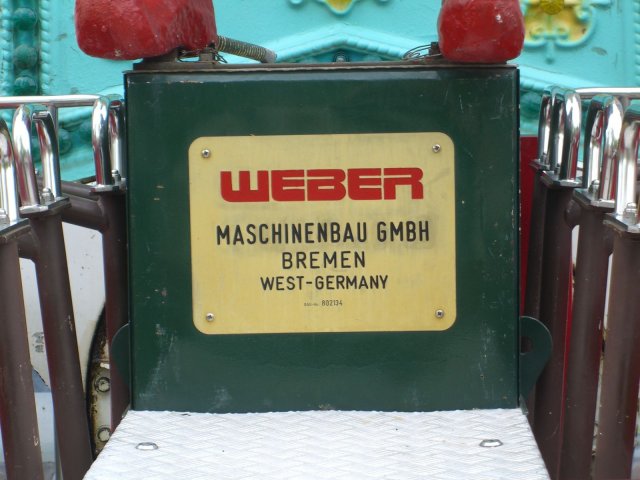 WEBER
MASCHINENBAU GMBH
BREMEN
WEST-GERMANY
802134